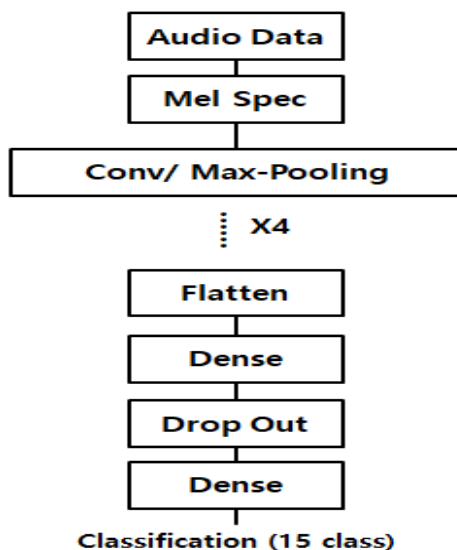 Audio Data
Mel Spec
Conv/ Max-Pooling
X4
Flatten
Dense
Drop Out
Dense
Classification (15 class)